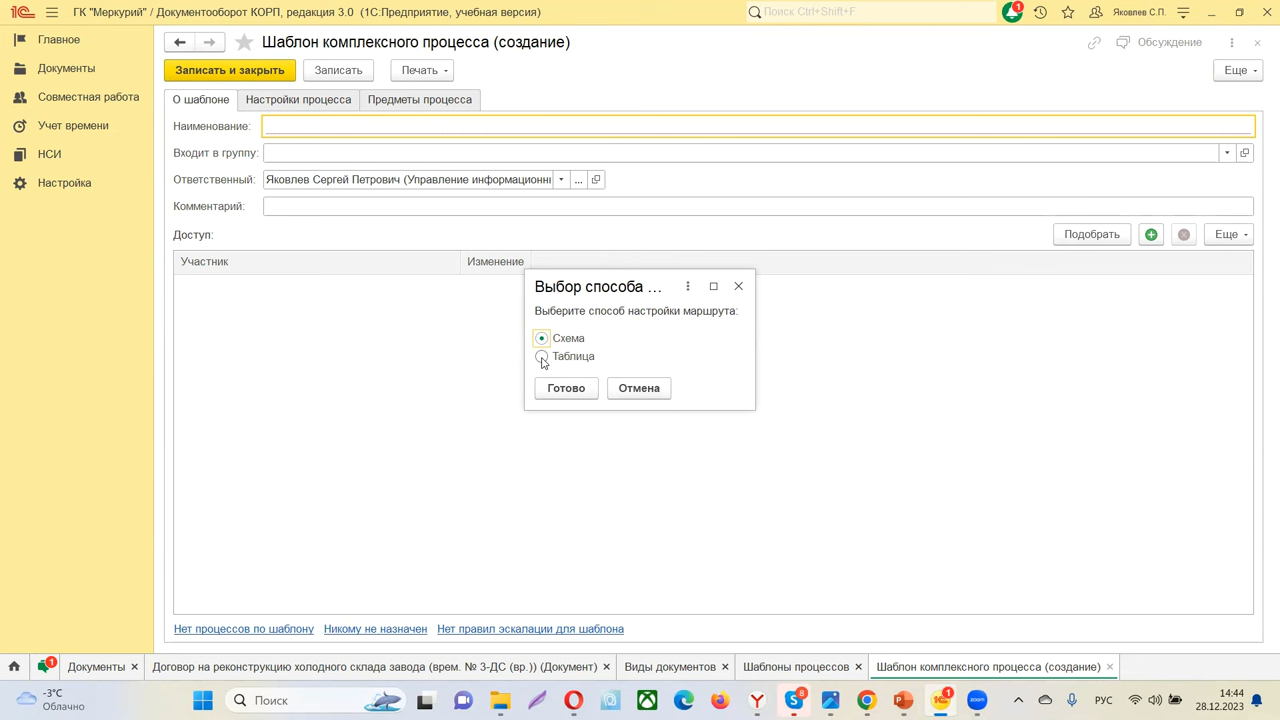 ГК "Меркурий" / Документооборот КОРП, редакция 3.0 (1С:Предприятие, учебная версия)
Поиск Ctrl+Shift+F
1
Яковлев С.П.
Главное
Документы
Совместная работа
Учет времени
НСИ
Настройка
Шаблон комплексного процесса (создание)
Обсуждение
Записать и закрыть
Записать
Печать
Еще
О шаблоне
Настройки процесса
Предметы процесса
Наименование:
Входит в группу:
Ответственный:
Яковлев Сергей Петрович (Управление информационн
...
Комментарий:
Доступ:
Подобрать
Еще
Участник
Изменение
Выбор способа ...
Выберите способ настройки маршрута:
Схема
Таблица
Готово
Отмена
Нет процессов по шаблону
Никому не назначен
Нет правил эскалации для шаблона
1
Документы
Договор на реконструкцию холодного склада завода (врем. № 3-ДС (вр.)) (Документ)
Виды документов
Шаблоны процессов
Шаблон комплексного процесса (создание)
-3°C
Облачно
Поиск
8
1
zoom
РУС
14:44
28.12.2023